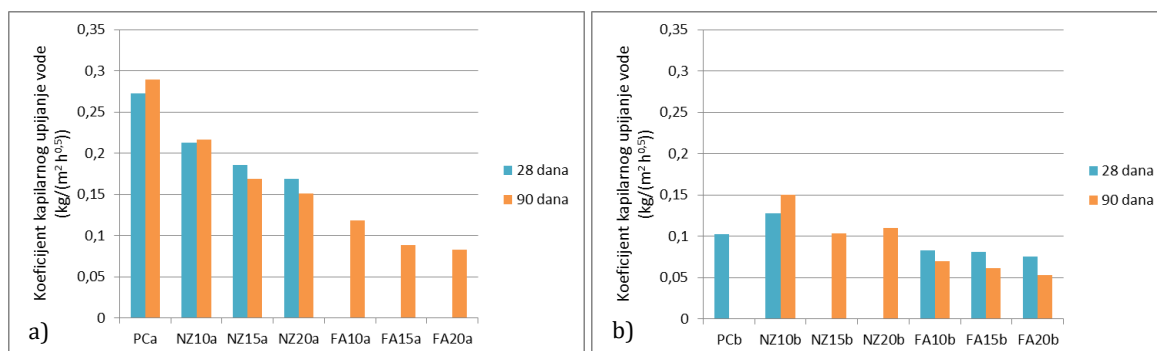 0,35
0,3
0,25
0,2
0,15
0,1
0,05
0
Koeficijent kapilarnog upijanje vode
(kg/(m² h⁰,⁵))
PCa NZ10a NZ15a NZ20a FA10a FA15a FA20a
28 dana
90 dana
a)
0,35
0,3
0,25
0,2
0,15
0,1
0,05
0
Koeficijent kapilarnog upijanje vode
(kg/(m² h⁰,⁵))
PCb NZ10b NZ15b NZ20b FA10b FA15b FA20b
28 dana
90 dana
b)